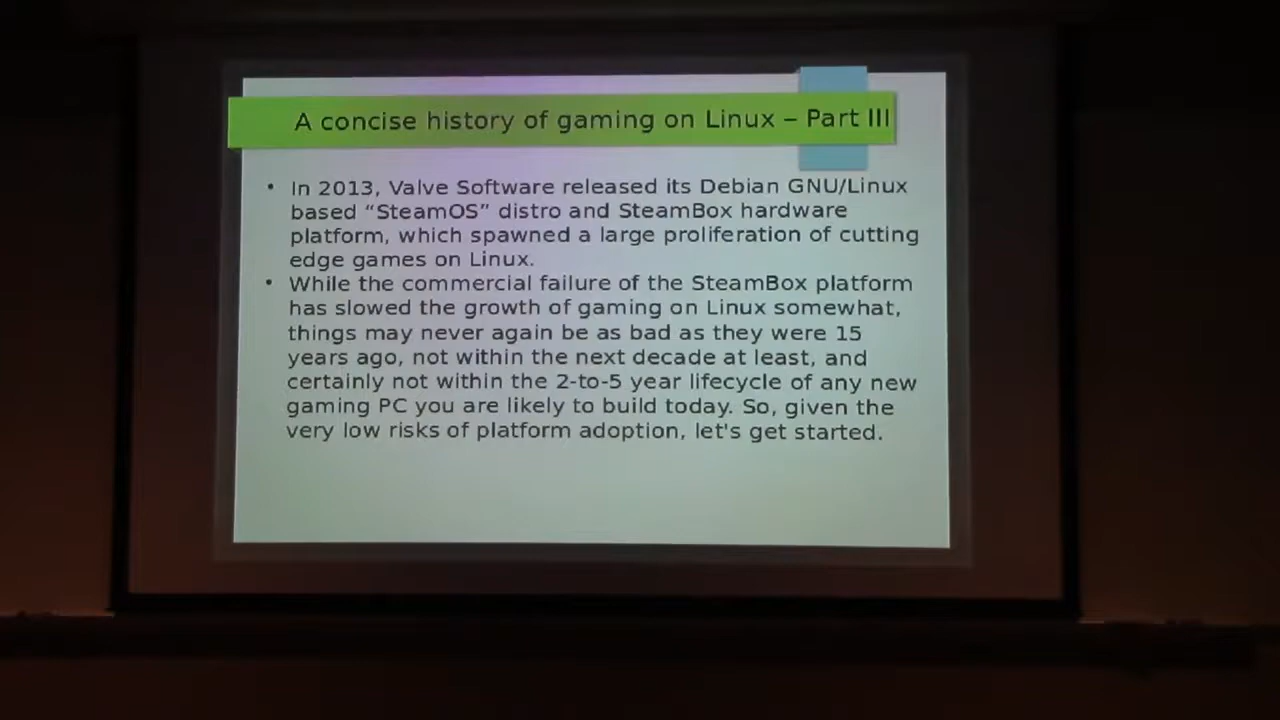 A concise history of gaming on Linux – Part III
• In 2013, Valve Software released its Debian GNU/Linux
based “SteamOS” distro and SteamBox hardware
platform, which spawned a large proliferation of cutting
edge games on Linux.
• While the commercial failure of the SteamBox platform
has slowed the growth of gaming on Linux somewhat,
things may never again be as bad as they were 15
years ago, not within the next decade at least, and
certainly not within the 2-to-5 year lifecycle of any new
gaming PC you are likely to build today. So, given the
very low risks of platform adoption, let's get started.